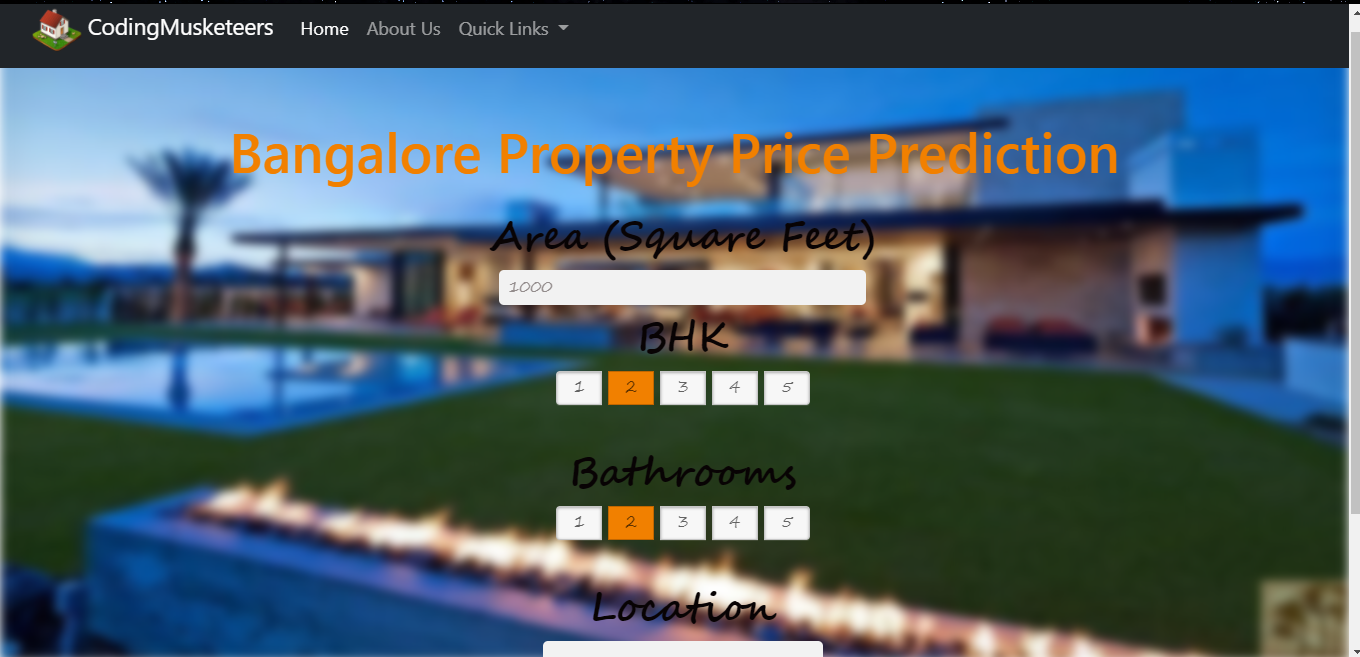 CodingMusketeers Home About Us Quick Links
Bangalore Property Price Prediction
Area (Square Feet)
1000
BHK
1 2 3 4 5
Bathrooms
1 2 3 4 5
Location